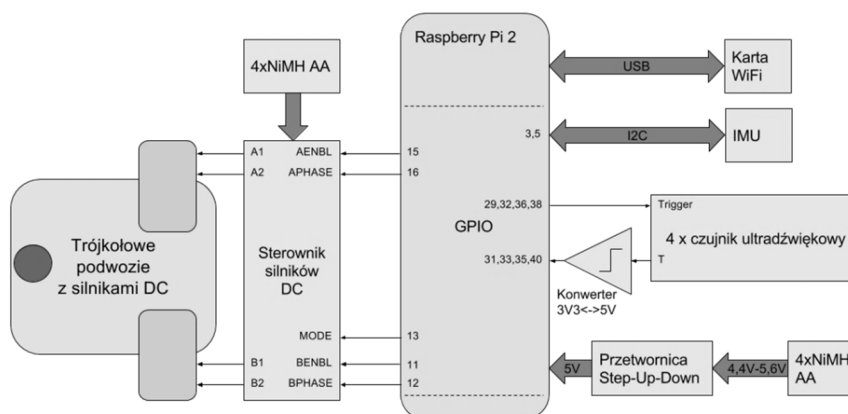 Raspberry Pi 2
4xNiMH AA
USB
Karta
WiFi
3,5
I2C
IMU
A1
AENBL
15
A2
APHASE
16
29,32,36,38
Trigger
GPIO
4 x czujnik ultradźwiękowy
Trójkołowe
podwozie
z silnikami DC
Sterownik
silników
DC
31,33,35,40
T
Konwerter
3V3<->5V
MODE
13
B1
BENBL
11
B2
BPHASE
12
5V
Przetwornica
Step-Up-Down
4,4V-5,6V
4xNiMH
AA